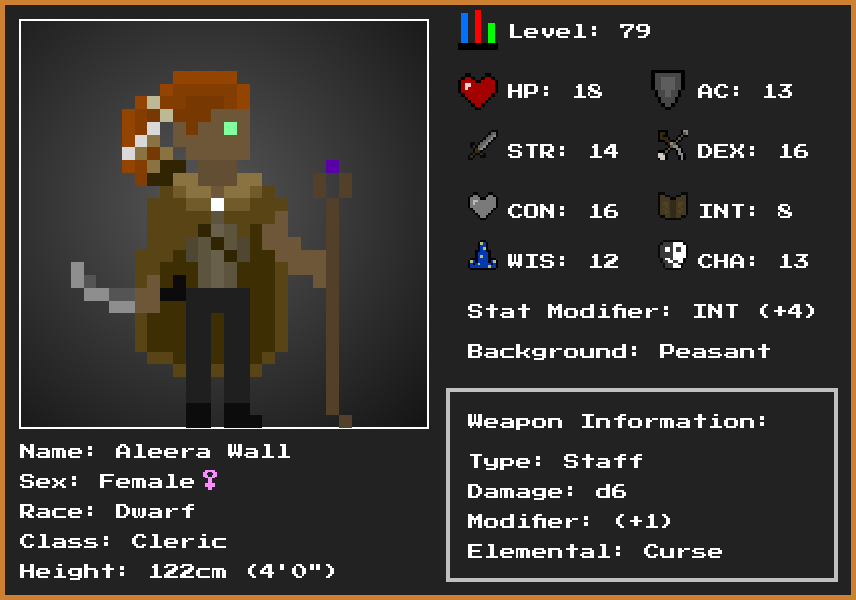 Level: 79
HP: 18 AC: 13
STR: 14 DEX: 16
CON: 16 INT: 8
WIS: 12 CHA: 13
Stat Modifier: INT (+4)
Background: Peasant
Weapon Information:
Type: Staff
Damage: d6
Modifier: (+1)
Elemental: Curse
Name: Aleera Wall
Sex: Female♀
Race: Dwarf
Class: Cleric
Height: 122cm (4'0")